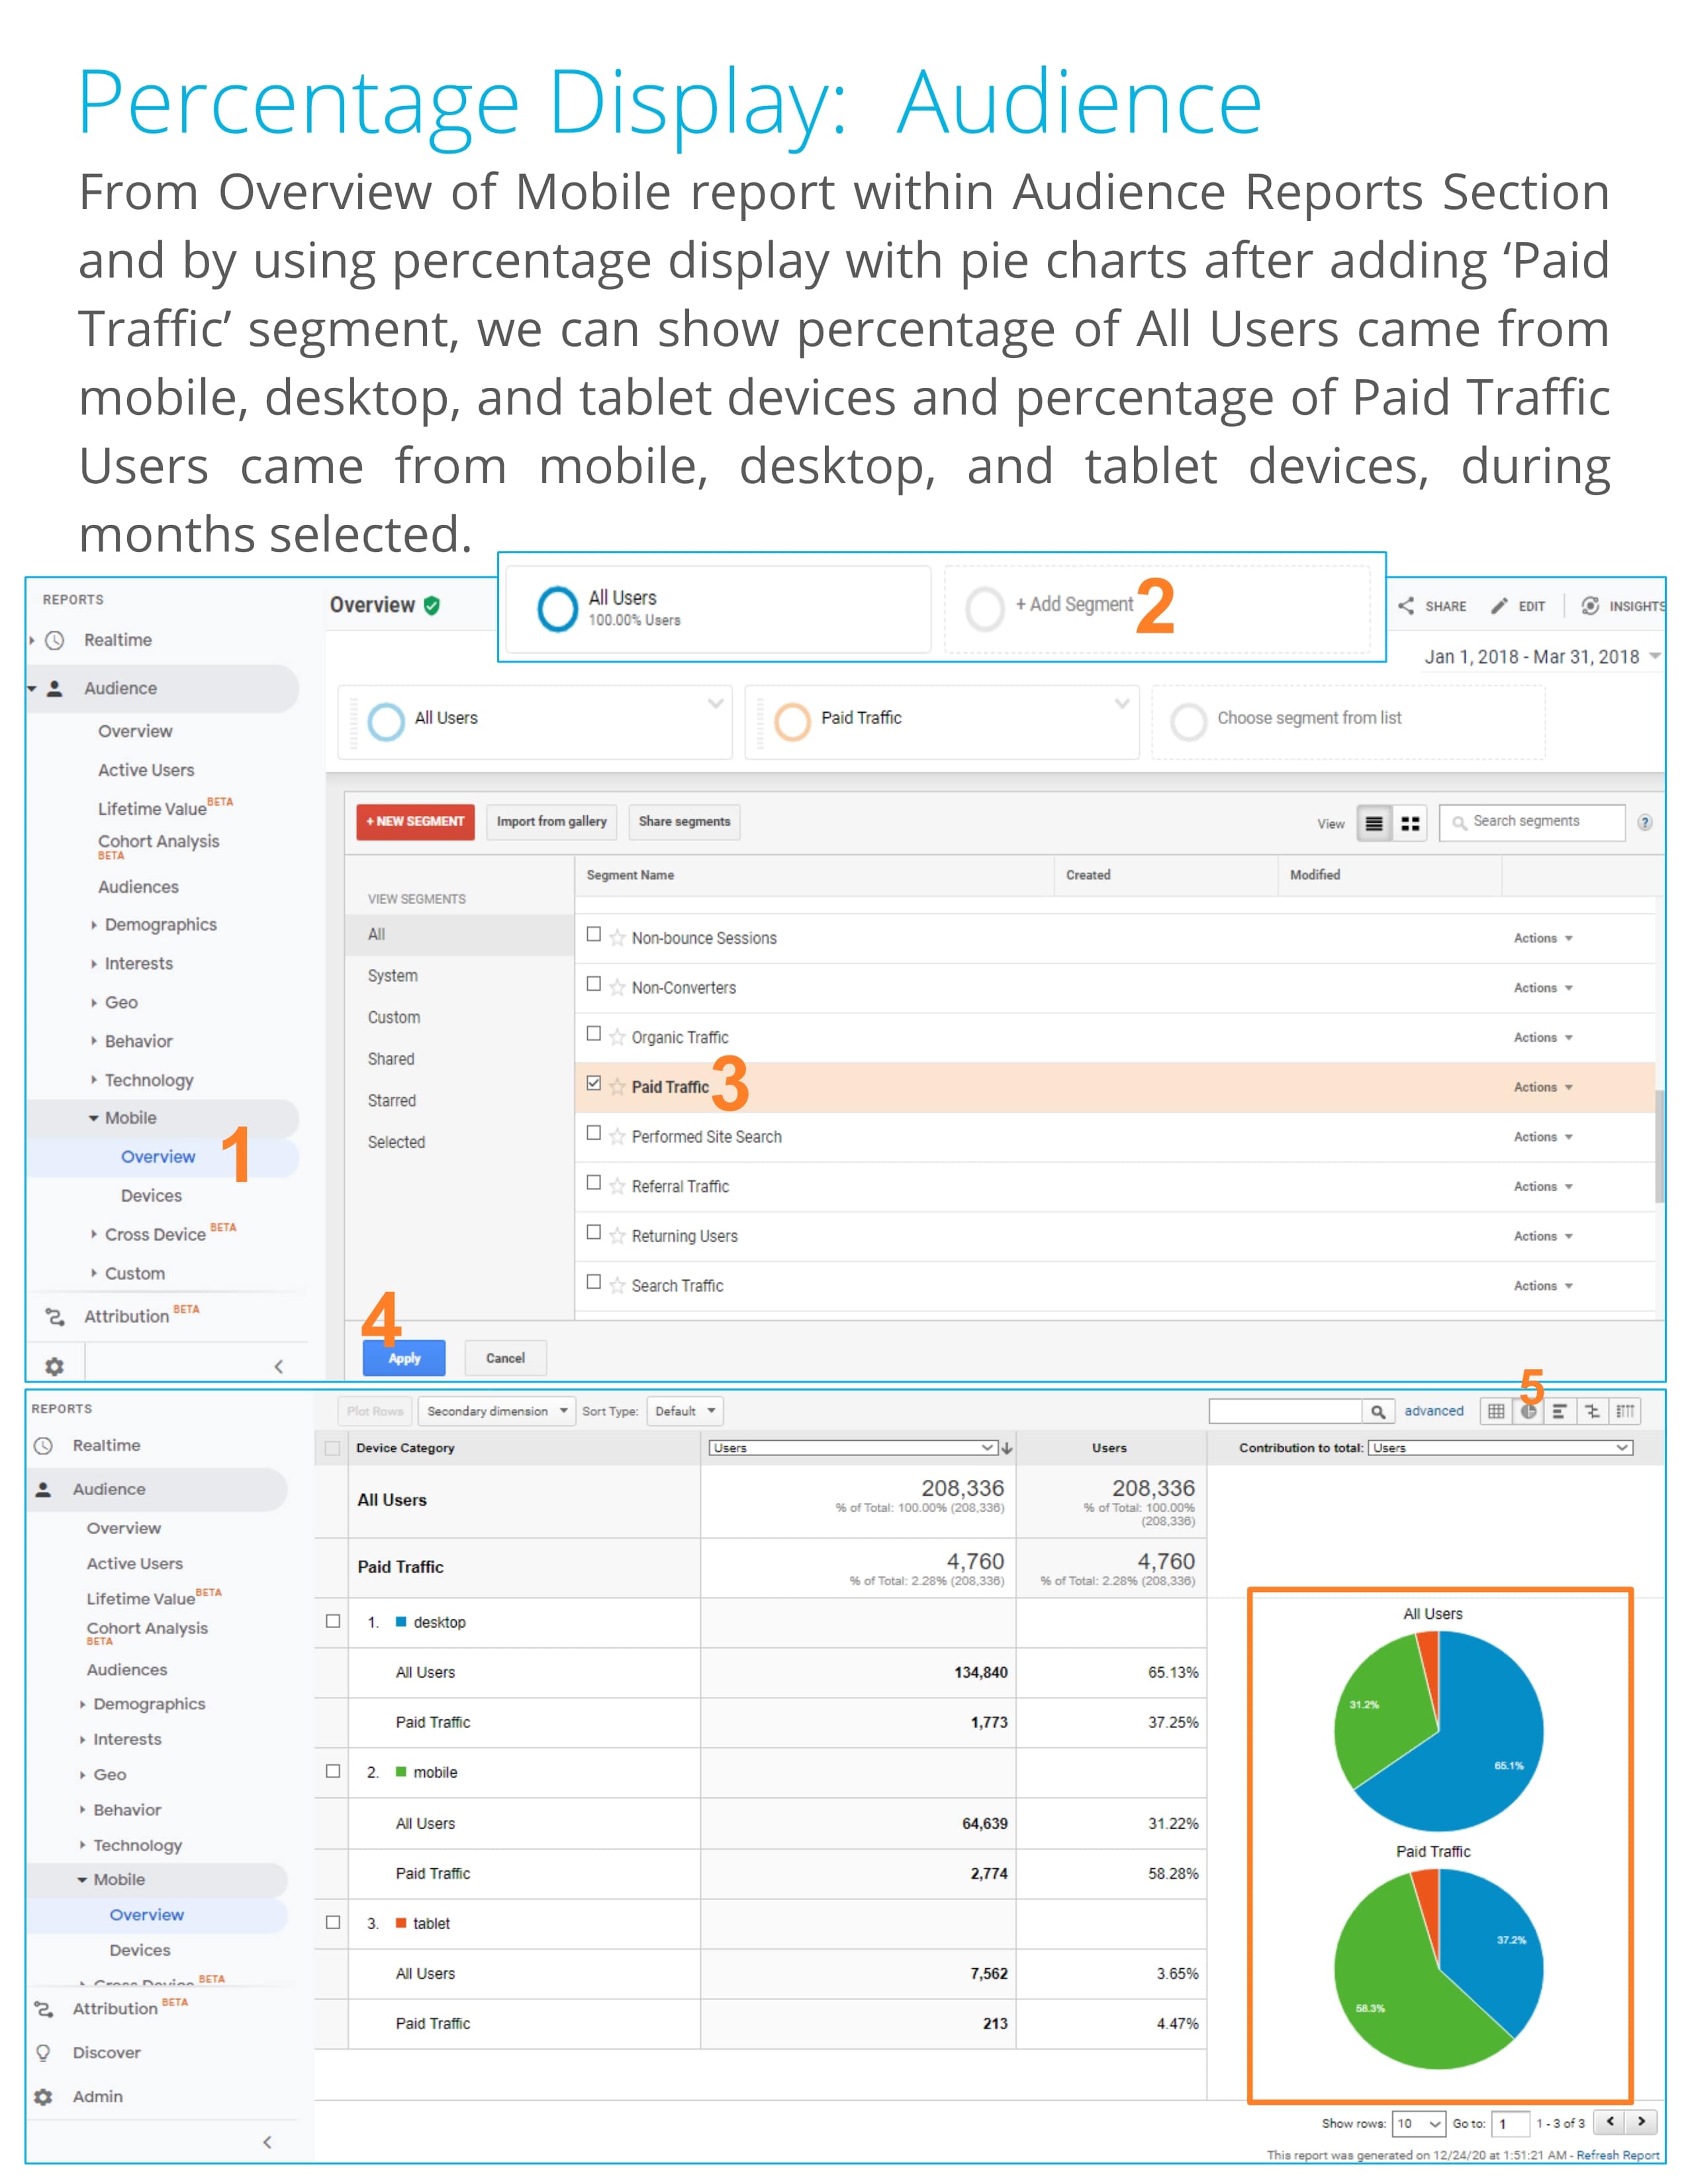 Percentage Display: Audience
From Overview of Mobile report within Audience Reports Section
and by using percentage display with pie charts after adding ‘Paid
Traffic’ segment, we can show percentage of All Users came from
mobile, desktop, and tablet devices and percentage of Paid Traffic
Users came from mobile, desktop, and tablet devices, during
months selected.
REPORTS
Realtime
Audience
Overview
Active Users
Lifetime Value BETA
Cohort Analysis
BETA
Audiences
Demographics
Interests
Geo
Behavior
Technology
Mobile
Overview 1
Devices
Cross Device BETA
Custom
Attribution BETA
Overview
All Users
100.00% Users
+ Add Segment 2
SHARE EDIT INSIGHTS
Jan 1, 2018 - Mar 31, 2018
All Users
Paid Traffic
Choose segment from list
+ NEW SEGMENT Import from gallery Share segments
View Search segments ?
VIEW SEGMENTS
All
System
Custom
Shared
Starred
Selected
Segment Name Created Modified
Non-bounce Sessions Actions
Non-Converters Actions
Organic Traffic Actions
Paid Traffic 3 Actions
Performed Site Search Actions
Referral Traffic Actions
Returning Users Actions
Search Traffic Actions
4
Apply Cancel
REPORTS
Realtime
Audience
Overview
Active Users
Lifetime Value BETA
Cohort Analysis
BETA
Audiences
Demographics
Interests
Geo
Behavior
Technology
Mobile
Overview
Devices
Cross Device BETA
Attribution BETA
Discover
Admin
5
Plot Rows Secondary dimension Sort Type: Default advanced
Device Category Users Users Contribution to total: Users
All Users 208,336 208,336
% of Total: 100.00% (208,336) % of Total: 100.00%
(208,336)
Paid Traffic 4,760 4,760
% of Total: 2.28% (208,336) % of Total: 2.28% (208,336)
1. desktop
All Users 134,840 65.13%
Paid Traffic 1,773 37.25%
2. mobile
All Users 64,639 31.22%
Paid Traffic 2,774 58.28%
3. tablet
All Users 7,562 3.65%
Paid Traffic 213 4.47%
All Users
31.2%
65.1%
Paid Traffic
37.2%
58.3%
Show rows: 10 Go to: 1 1 - 3 of 3
This report was generated on 12/24/20 at 1:51:21 AM - Refresh Report